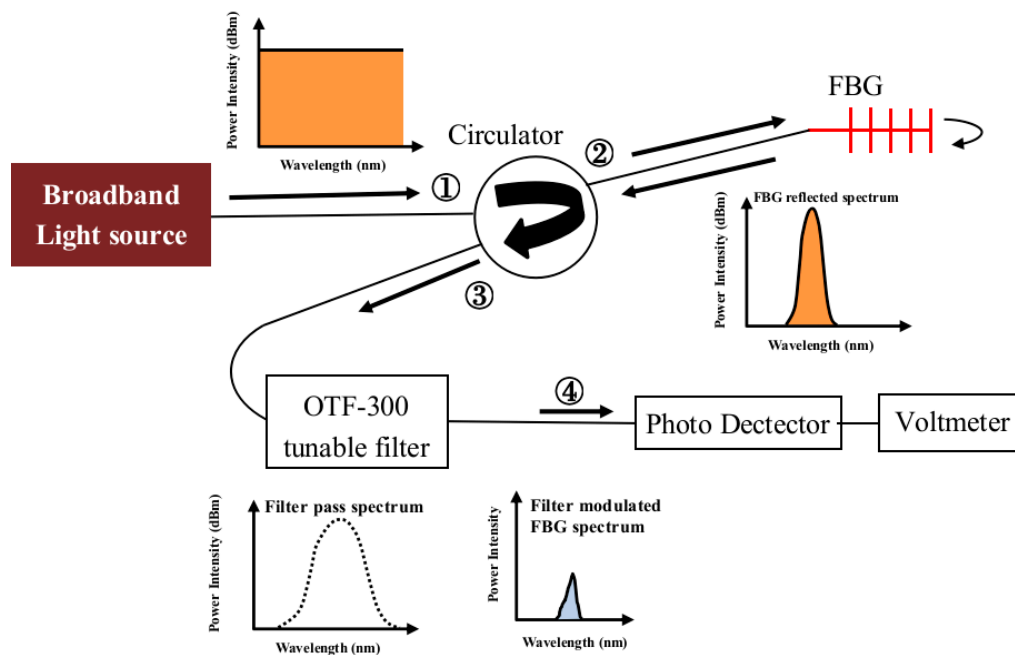 Power Intensity (dBm)
Wavelength (nm)
Broadband
Light source
①
Circulator
②
FBG
FBG reflected spectrum
Power Intensity (dBm)
Wavelength (nm)
③
OTF-300
tunable filter
④
Photo Dectector
Voltmeter
Filter pass spectrum
Power Intensity (dBm)
Wavelength (nm)
Filter modulated
FBG spectrum
Power Intensity
Wavelength (nm)